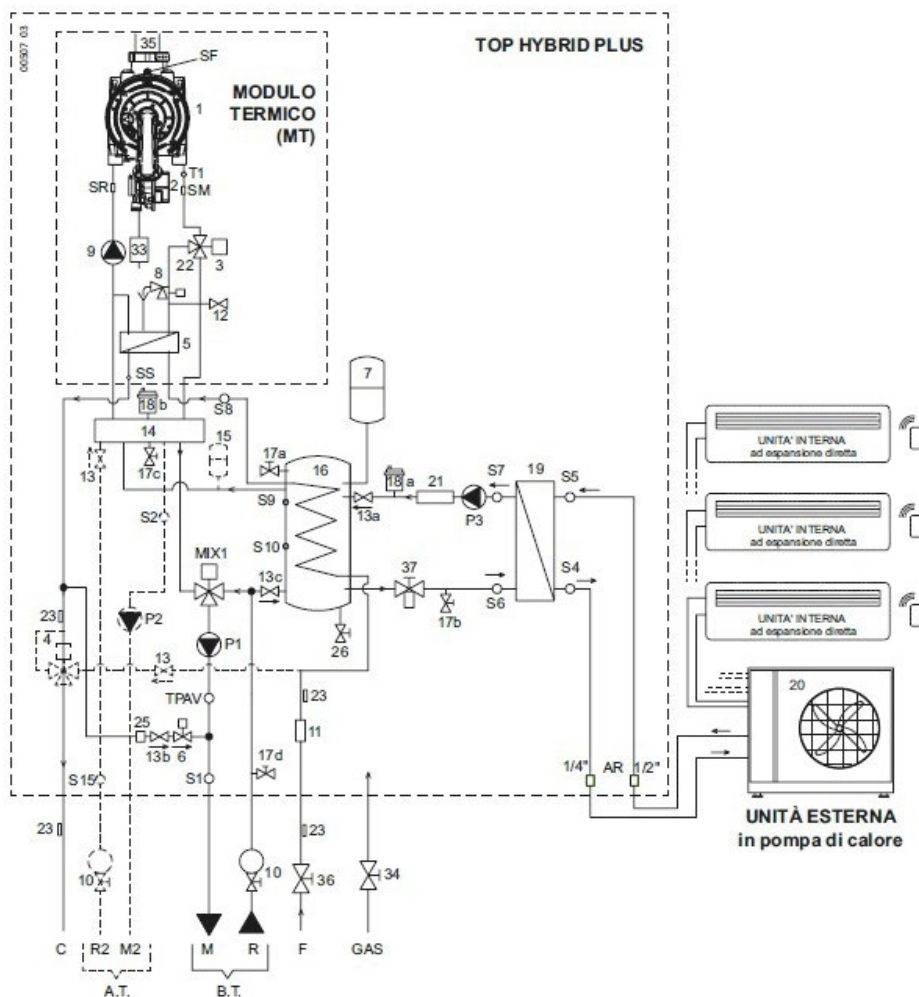 00507 03
TOP HYBRID PLUS
35
SF
MODULO
TERMICO
(MT)
1
T1
SR
2
SM
9
33
22
3
8
12
5
SS
7
18
b
S8
14
15
17a
16
18
a
S7
19
S5
13
17c
S9
13a
21
P3
S2
S10
MIX1
13c
37
S4
S6
17b
23
P2
P1
26
4
13
TPAV
23
25
11
13b
6
17d
S15
S1
1/4"
AR
1/2"
23
23
10
10
36
34
C
R2
M2
M
R
F
GAS
A.T.
B.T.
UNITA' INTERNA
ad espansione diretta
UNITA' INTERNA
ad espansione diretta
UNITA' INTERNA
ad espansione diretta
20
UNITÀ ESTERNA
in pompa di calore